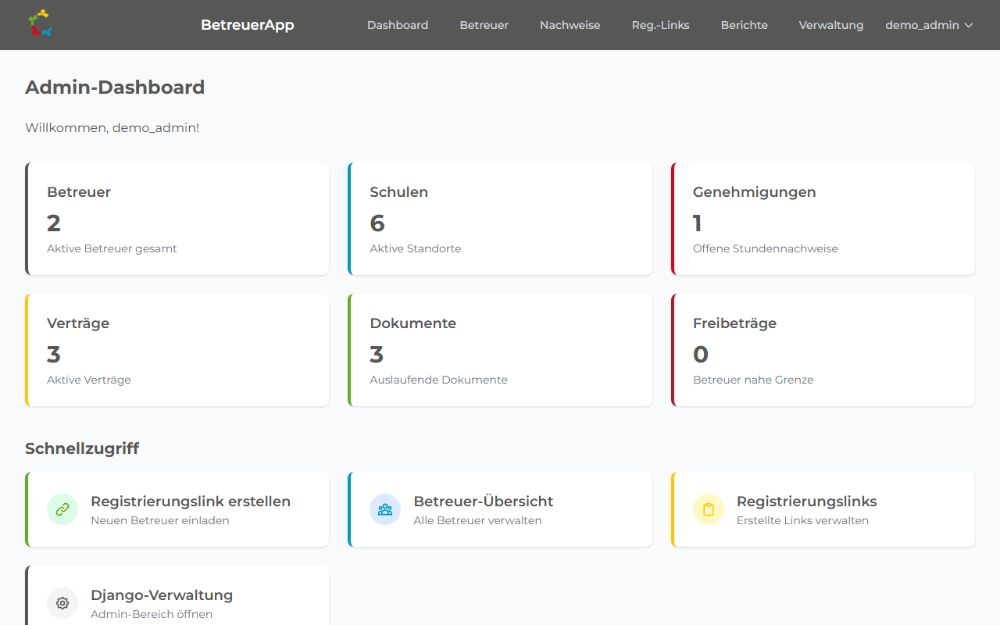 BetreuerApp
Dashboard
Betreuer
Nachweise
Reg.-Links
Berichte
Verwaltung
demo_admin
Admin-Dashboard
Willkommen, demo_admin!
Betreuer
2
Aktive Betreuer gesamt
Schulen
6
Aktive Standorte
Genehmigungen
1
Offene Stundennachweise
Verträge
3
Aktive Verträge
Dokumente
3
Auslaufende Dokumente
Freibeträge
0
Betreuer nahe Grenze
Schnellzugriff
Registrierungslink erstellen
Neuen Betreuer einladen
Betreuer-Übersicht
Alle Betreuer verwalten
Registrierungslinks
Erstellte Links verwalten
Django-Verwaltung
Admin-Bereich öffnen